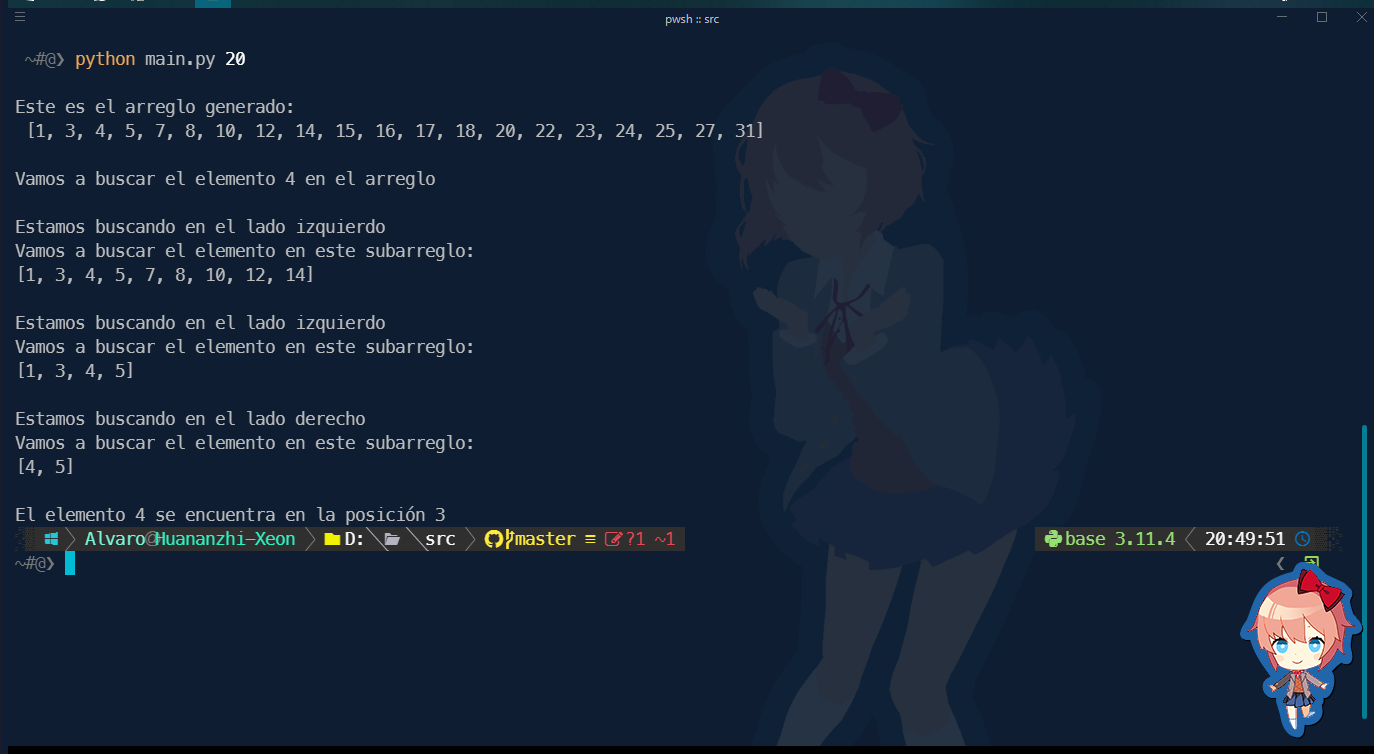 pwsh :: src
~#@❯ python main.py 20
Este es el arreglo generado:
[1, 3, 4, 5, 7, 8, 10, 12, 14, 15, 16, 17, 18, 20, 22, 23, 24, 25, 27, 31]
Vamos a buscar el elemento 4 en el arreglo
Estamos buscando en el lado izquierdo
Vamos a buscar el elemento en este subarreglo:
[1, 3, 4, 5, 7, 8, 10, 12, 14]
Estamos buscando en el lado izquierdo
Vamos a buscar el elemento en este subarreglo:
[1, 3, 4, 5]
Estamos buscando en el lado derecho
Vamos a buscar el elemento en este subarreglo:
[4, 5]
El elemento 4 se encuentra en la posición 3
Alvaro@Huananzhi-Xeon D: src master ≡ ?1 ~1 base 3.11.4 20:49:51
~#@❯